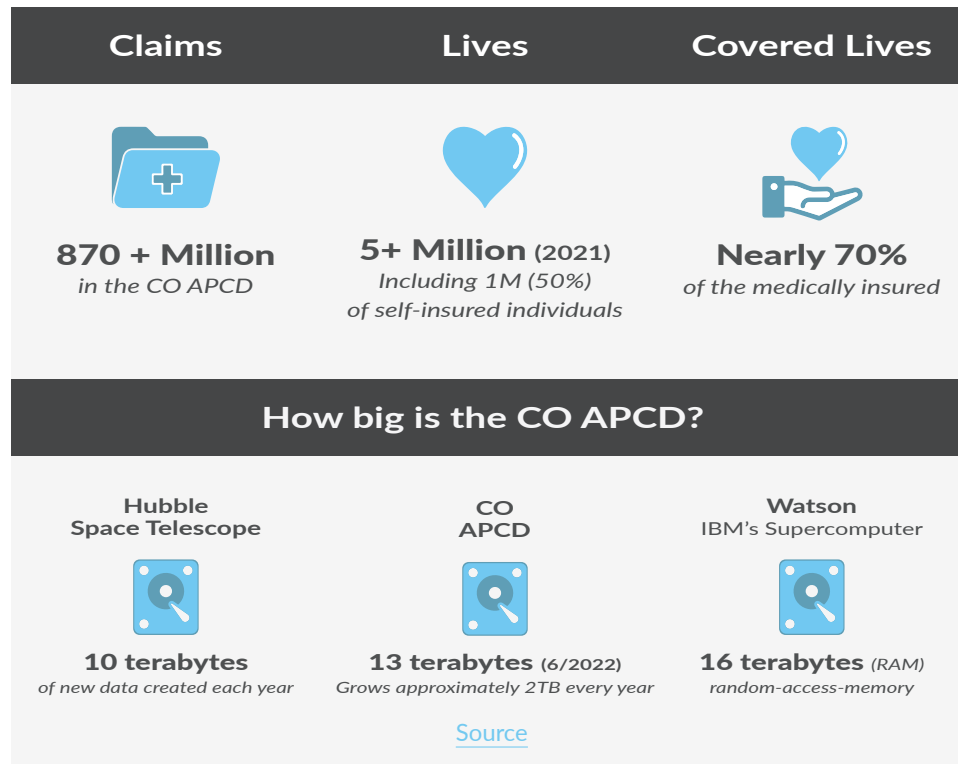 Claims
Lives
Covered Lives
870 + Million
in the CO APCD
5+ Million (2021)
Including 1M (50%)
of self-insured individuals
Nearly 70%
of the medically insured
How big is the CO APCD?
Hubble
Space Telescope
10 terabytes
of new data created each year
CO
APCD
13 terabytes (6/2022)
Grows approximately 2TB every year
Watson
IBM’s Supercomputer
16 terabytes (RAM)
random-access-memory
Source